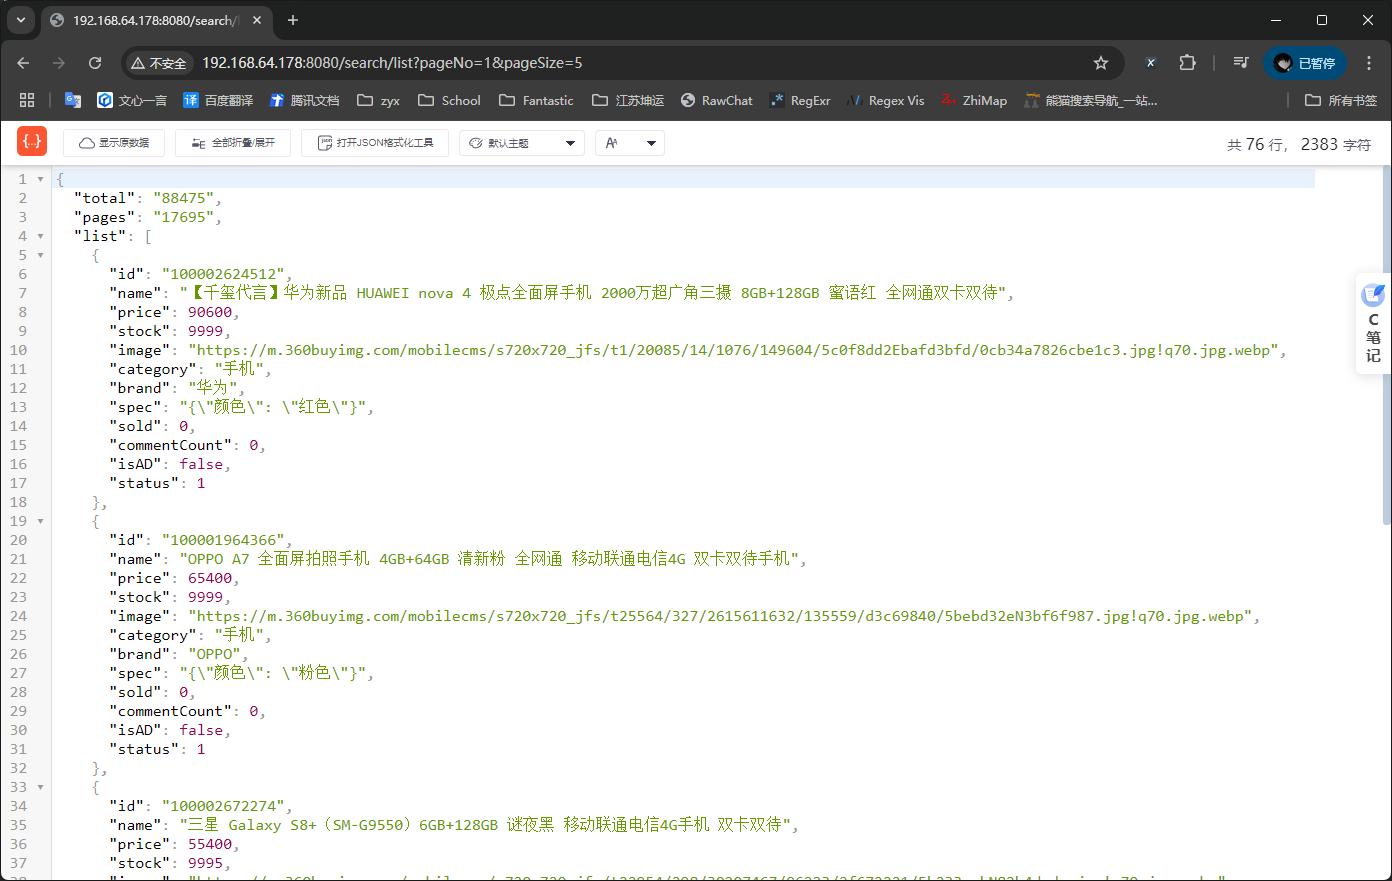 192.168.64.178:8080/search/l
不安全 192.168.64.178:8080/search/list?pageNo=1&pageSize=5 已暂停
文心一言 百度翻译 腾讯文档 zyx School Fantastic 江苏坤运 RawChat RegExr Regex Vis ZhiMap 熊猫搜索导航_一站... 所有书签
显示原数据 全部折叠/展开 打开JSON格式化工具 默认主题 共 76 行, 2383 字符
1 {
2 "total": "88475",
3 "pages": "17695",
4 "list": [
5 {
6 "id": "100002624512",
7 "name": "【千玺代言】华为新品 HUAWEI nova 4 极点全面屏手机 2000万超广角三摄 8GB+128GB 蜜语红 全网通双卡双待",
8 "price": 90600,
9 "stock": 9999,
10 "image": "https://m.360buyimg.com/mobilecms/s720x720_jfs/t1/20085/14/1076/149604/5c0f8dd2Ebafd3bfd/0cb34a7826cbe1c3.jpg!q70.jpg.webp",
11 "category": "手机",
12 "brand": "华为",
13 "spec": "{\"颜色\": \"红色\"}",
14 "sold": 0,
15 "commentCount": 0,
16 "isAD": false,
17 "status": 1
18 },
19 {
20 "id": "100001964366",
21 "name": "OPPO A7 全面屏拍照手机 4GB+64GB 清新粉 全网通 移动联通电信4G 双卡双待手机",
22 "price": 65400,
23 "stock": 9999,
24 "image": "https://m.360buyimg.com/mobilecms/s720x720_jfs/t25564/327/2615611632/135559/d3c69840/5bebd32eN3bf6f987.jpg!q70.jpg.webp",
25 "category": "手机",
26 "brand": "OPPO",
27 "spec": "{\"颜色\": \"粉色\"}",
28 "sold": 0,
29 "commentCount": 0,
30 "isAD": false,
31 "status": 1
32 },
33 {
34 "id": "100002672274",
35 "name": "三星 Galaxy S8+（SM-G9550）6GB+128GB 谜夜黑 移动联通电信4G手机 双卡双待",
36 "price": 55400,
37 "stock": 9995,
C
笔
记